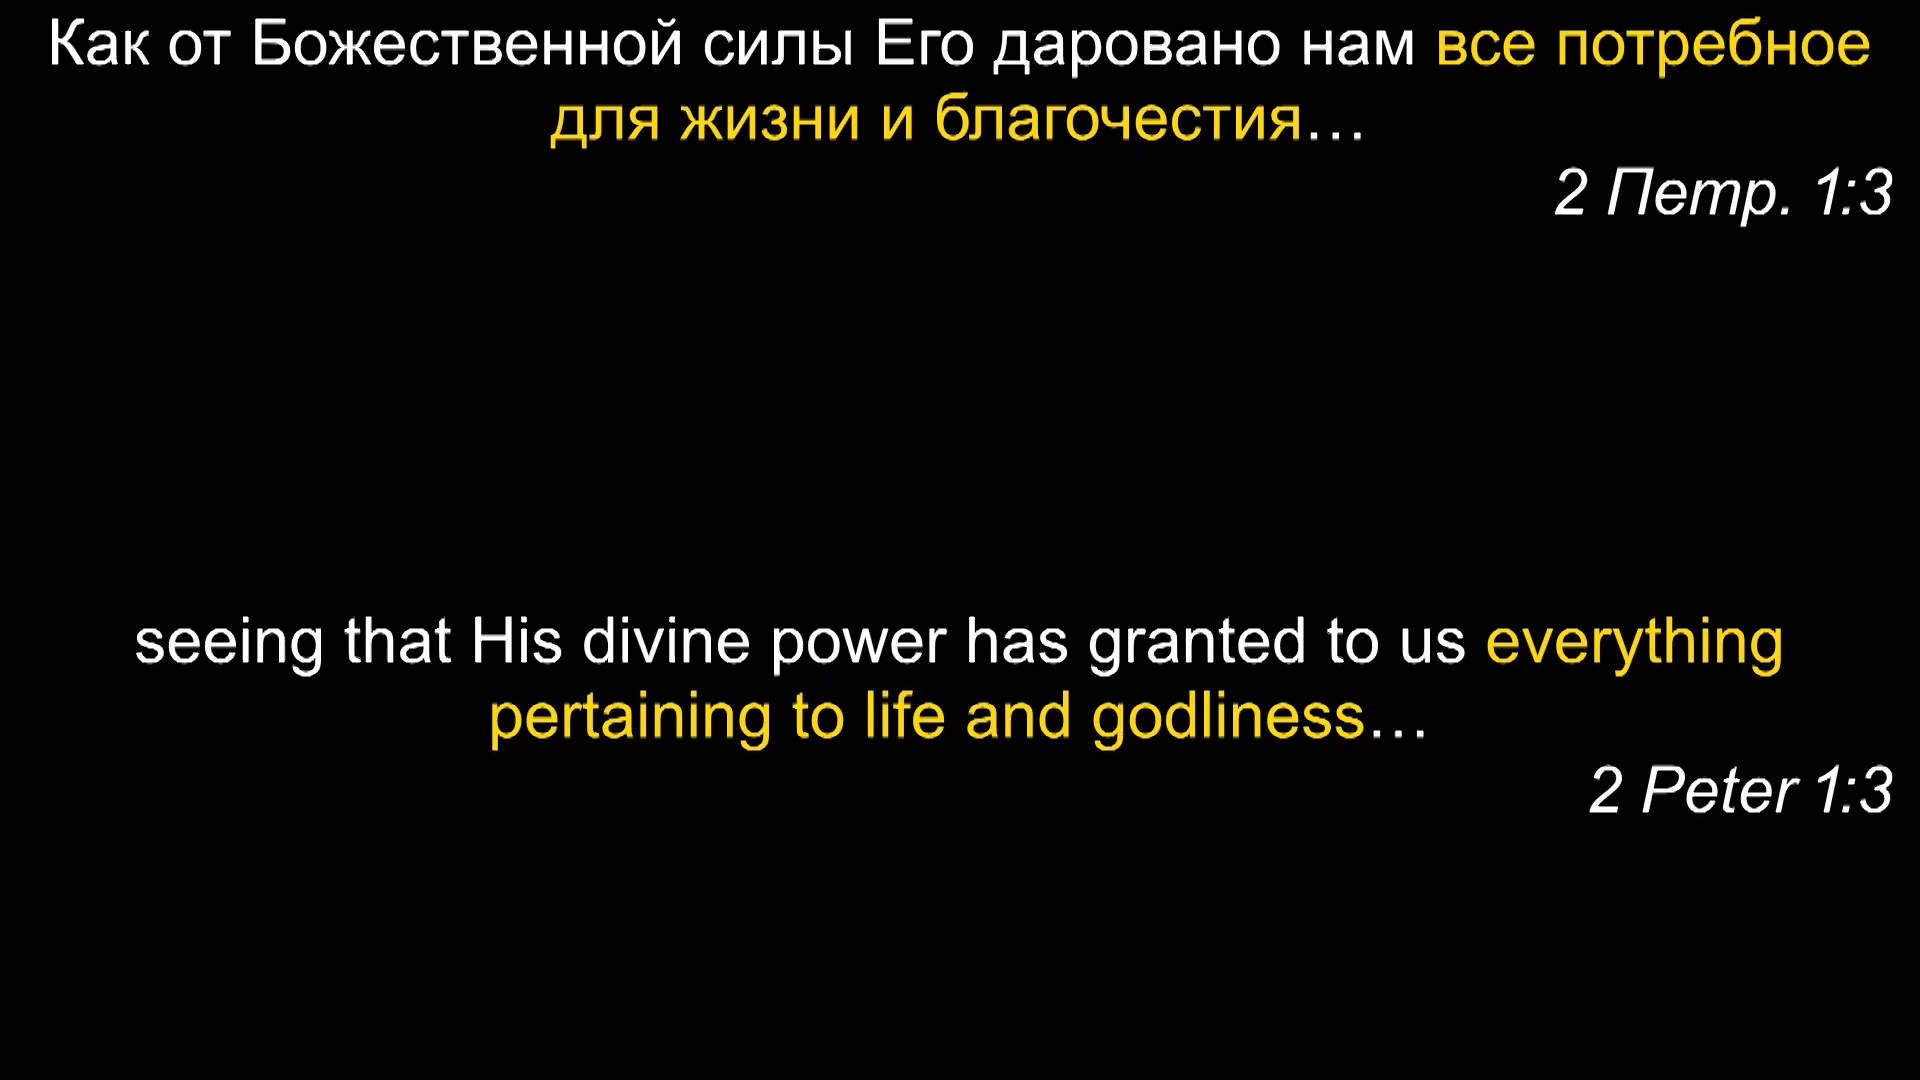 Как от Божественной силы Его даровано нам все потребное
для жизни и благочестия…
2 Петр. 1:3
seeing that His divine power has granted to us everything
pertaining to life and godliness…
2 Peter 1:3